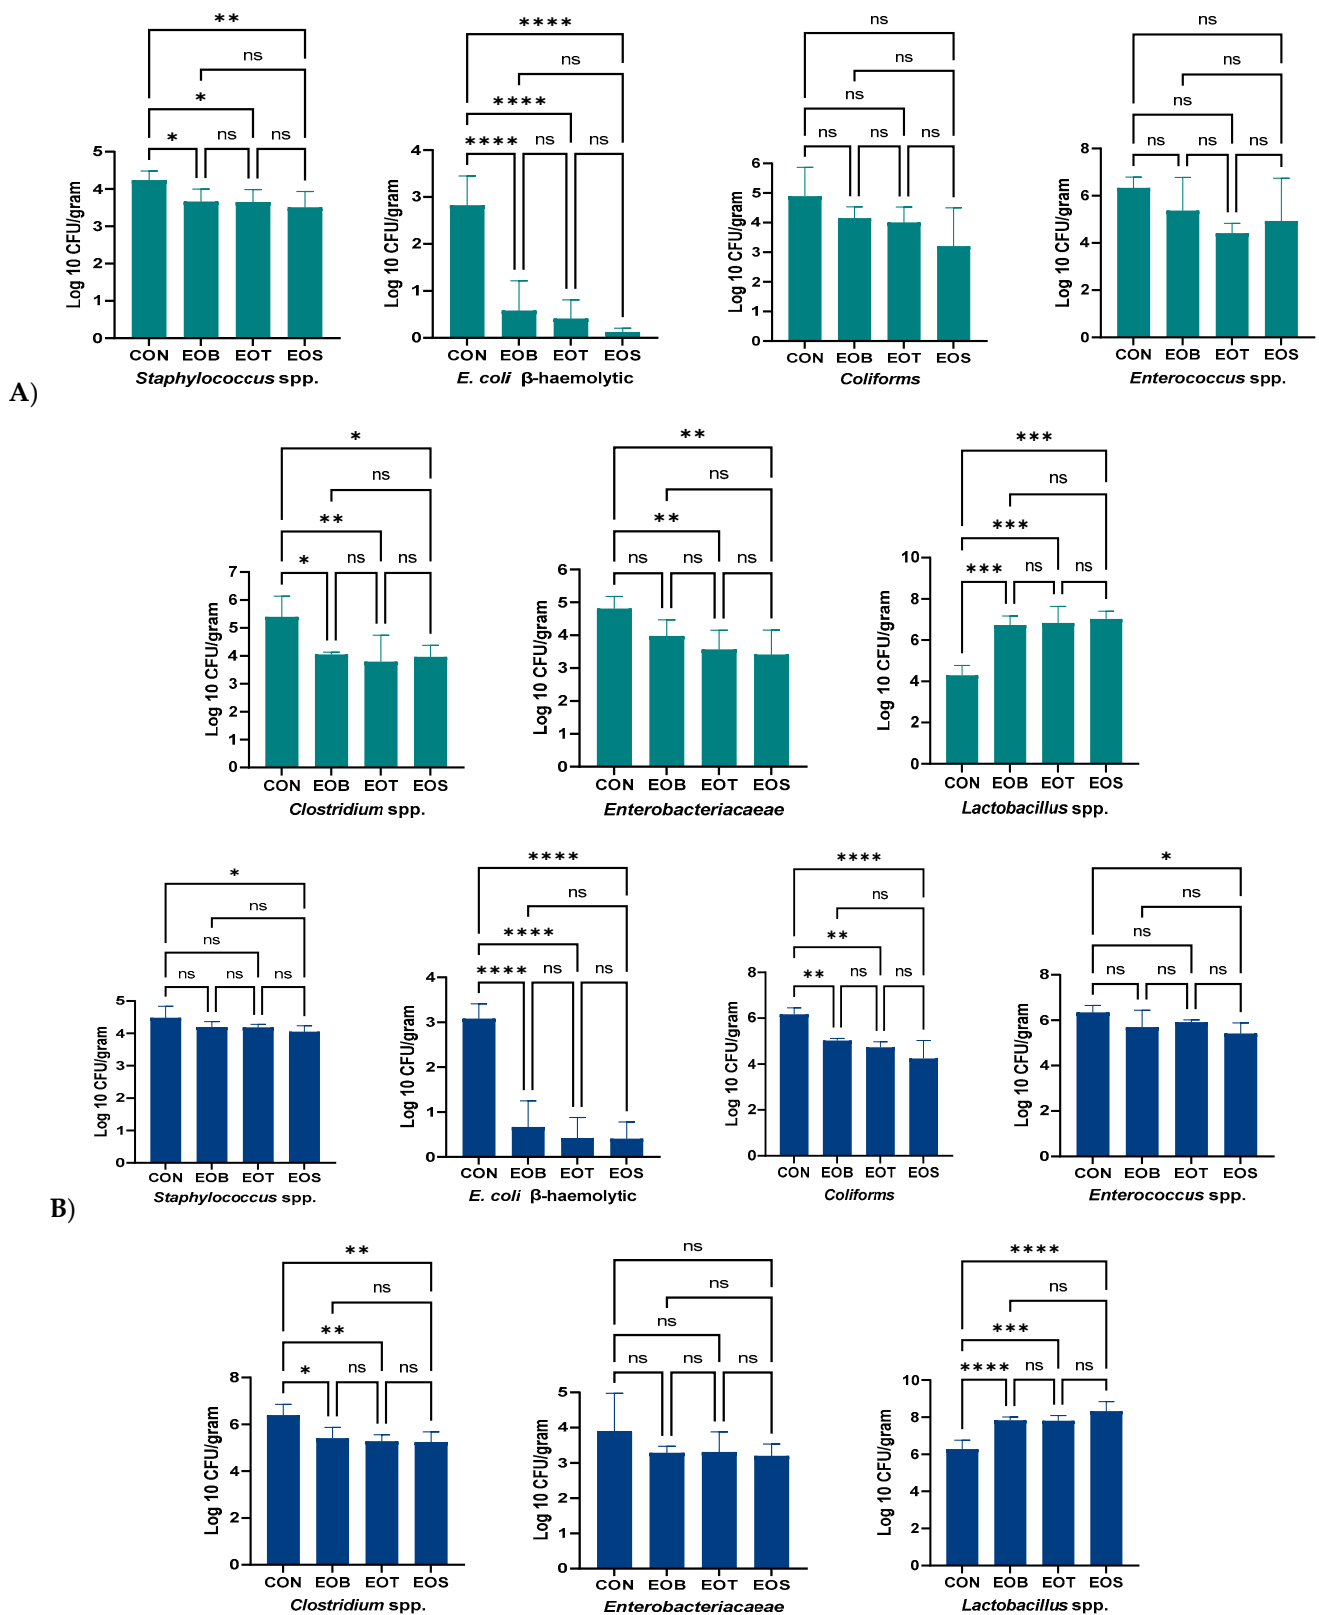 ** ns * * ns ns
Log 10 CFU/gram
5 4 3 2 1 0
CON EOB EOT EOS
Staphylococcus spp.
**** ns **** **** ns ns
Log 10 CFU/gram
4 3 2 1 0
CON EOB EOT EOS
E. coli β-haemolytic
ns ns ns ns ns ns
Log 10 CFU/gram
6 5 4 3 2 1 0
CON EOB EOT EOS
Coliforms
ns ns ns ns ns ns
Log 10 CFU/gram
8 6 4 2 0
CON EOB EOT EOS
Enterococcus spp.
A)
* ns ** * ns ns
Log 10 CFU/gram
7 6 5 4 3 2 1 0
CON EOB EOT EOS
Clostridium spp.
** ns ** ns ns ns
Log 10 CFU/gram
6 5 4 3 2 1 0
CON EOB EOT EOS
Enterobacteriacaeae
*** ns *** *** ns ns
Log 10 CFU/gram
10 8 6 4 2 0
CON EOB EOT EOS
Lactobacillus spp.
* ns ns ns ns ns
Log 10 CFU/gram
5 4 3 2 1 0
CON EOB EOT EOS
Staphylococcus spp.
**** ns **** **** ns ns
Log 10 CFU/gram
4 3 2 1 0
CON EOB EOT EOS
E. coli β-haemolytic
**** ns ** ** ns ns
Log 10 CFU/gram
8 6 4 2 0
CON EOB EOT EOS
Coliforms
* ns ns ns ns ns
Log 10 CFU/gram
8 6 4 2 0
CON EOB EOT EOS
Enterococcus spp.
B)
** ns ** * ns ns
Log 10 CFU/gram
8 6 4 2 0
CON EOB EOT EOS
Clostridium spp.
ns ns ns ns ns ns
Log 10 CFU/gram
5 4 3 2 1 0
CON EOB EOT EOS
Enterobacteriacaeae
**** ns *** **** ns ns
Log 10 CFU/gram
10 8 6 4 2 0
CON EOB EOT EOS
Lactobacillus spp.